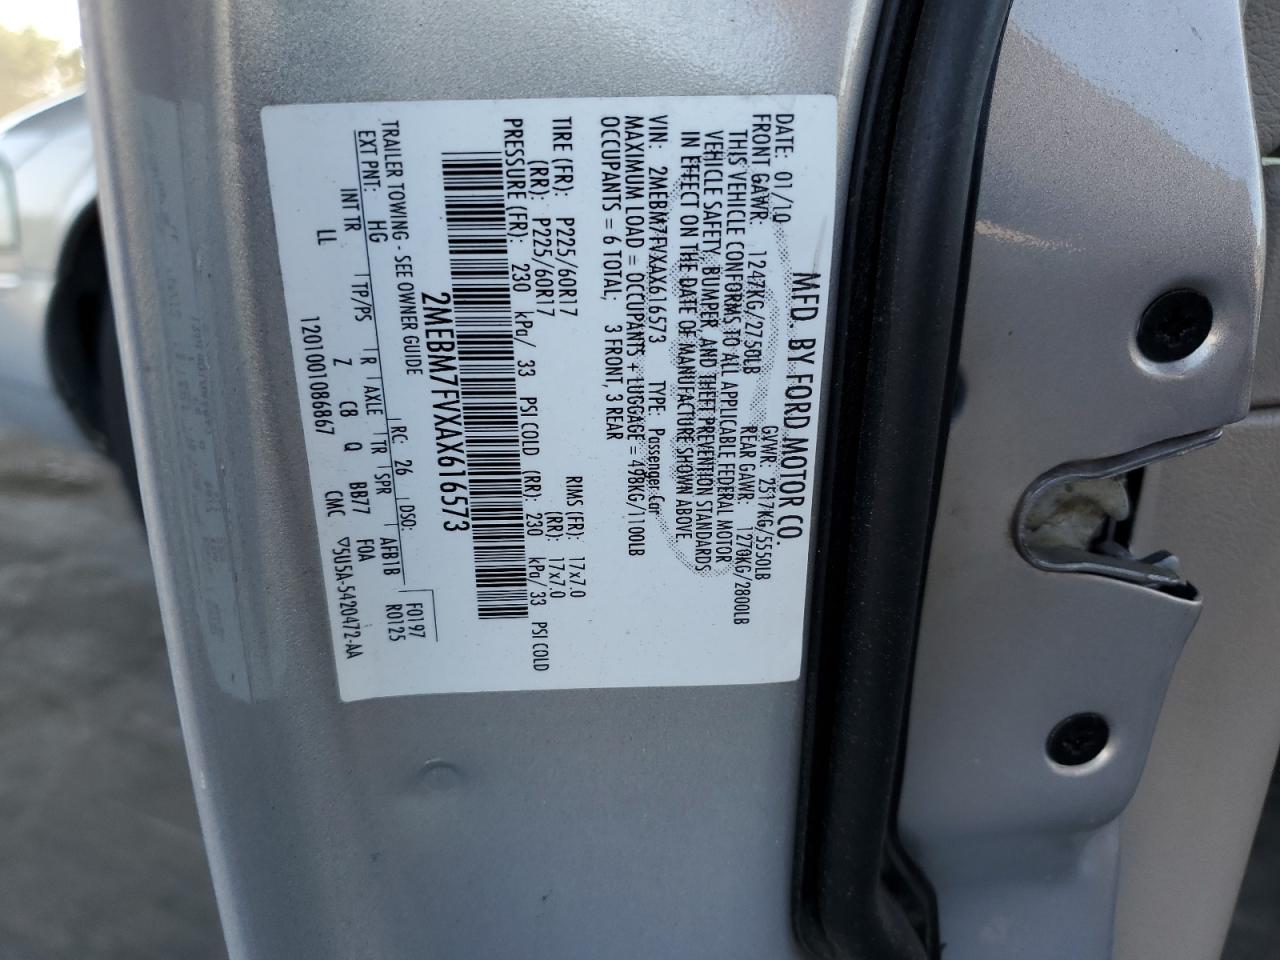 MFD. BY FORD MOTOR CO.
DATE: 01/10 GVWR: 2517KG/5550LB
FRONT GAWR: 1247KG/2750LB REAR GAWR: 1270KG/2800LB
THIS VEHICLE CONFORMS TO ALL APPLICABLE FEDERAL MOTOR
VEHICLE SAFETY, BUMPER, AND THEFT PREVENTION STANDARDS
IN EFFECT ON THE DATE OF MANUFACTURE SHOWN ABOVE.
VIN: 2MEBM7FVXAX616573 TYPE: Passenger Car
MAXIMUM LOAD = OCCUPANTS + LUGGAGE = 498KG/1100LB
OCCUPANTS = 6 TOTAL; 3 FRONT, 3 REAR
TIRE (FR): P225/60R17 RIMS (FR): 17x7.0
(RR): P225/60R17 (RR): 17x7.0
PRESSURE (FR): 230 kPa/ 33 PSI COLD (RR): 230 kPa/ 33 PSI COLD
2MEBM7FVXAX616573
TRAILER TOWING - SEE OWNER GUIDE
F0197
EXT PNT: HG RC: 26 DSO: AFB1B R0125
INT TR TP/PS R AXLE TR SPR
LL Z C8 Q BB77 F0A
12010010868​67 CMC ▽5U5A-5420472-AA